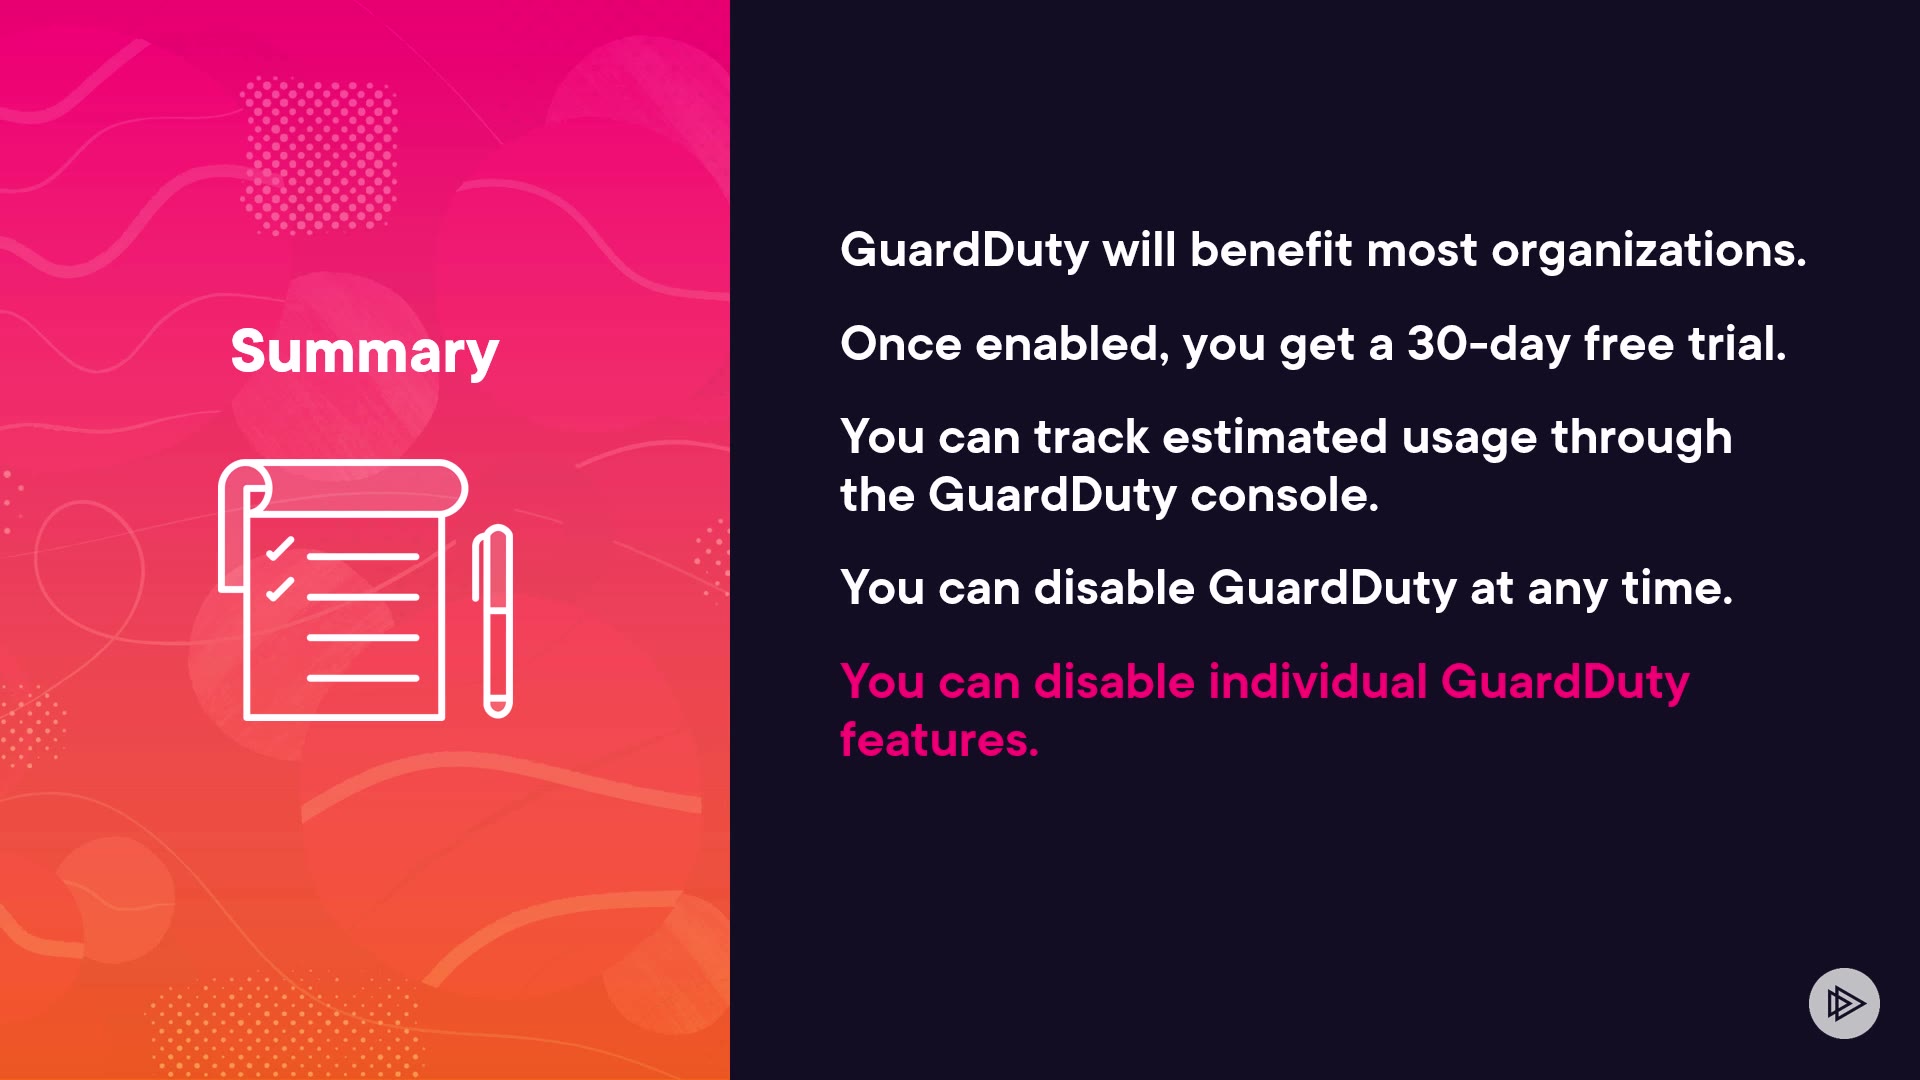 Summary
GuardDuty will benefit most organizations.
Once enabled, you get a 30-day free trial.
You can track estimated usage through
the GuardDuty console.
You can disable GuardDuty at any time.
You can disable individual GuardDuty
features.